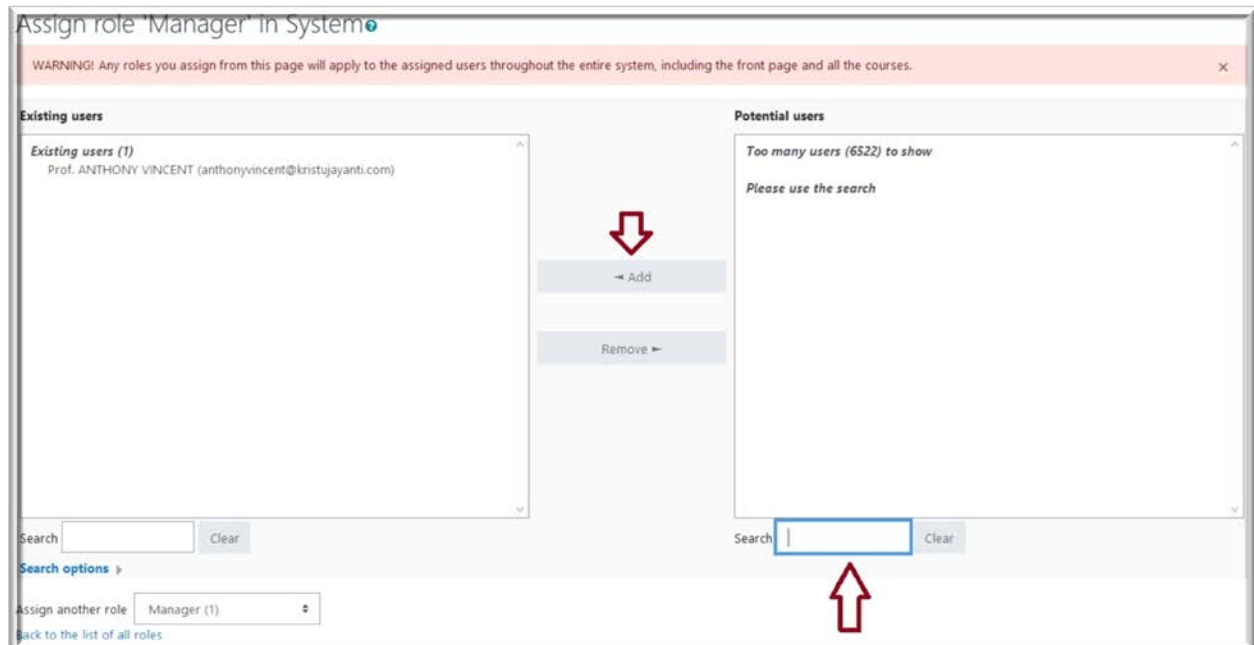 Assign role 'Manager' in System
WARNING! Any roles you assign from this page will apply to the assigned users throughout the entire system, including the front page and all the courses.
Existing users
Existing users (1)
Prof. ANTHONY VINCENT (anthonyvincent@kristujayanti.com)
Search
Clear
Search options
◄ Add
Remove ►
Potential users
Too many users (6522) to show
Please use the search
Search
Clear
Assign another role Manager (1)
Back to the list of all roles